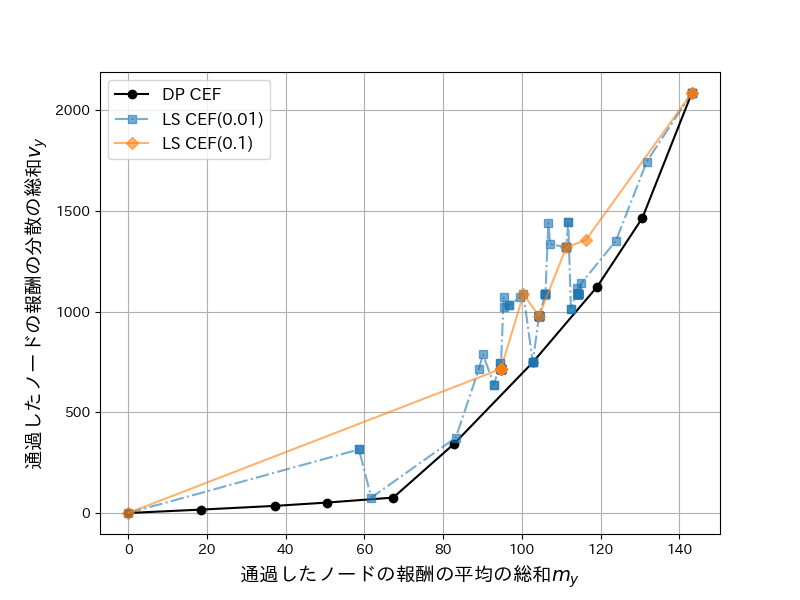 DP CEF
LS CEF(0.01)
LS CEF(0.1)
通過したノードの報酬の分散の総和v_y
2000
1500
1000
500
0
0 20 40 60 80 100 120 140
通過したノードの報酬の平均の総和m_y